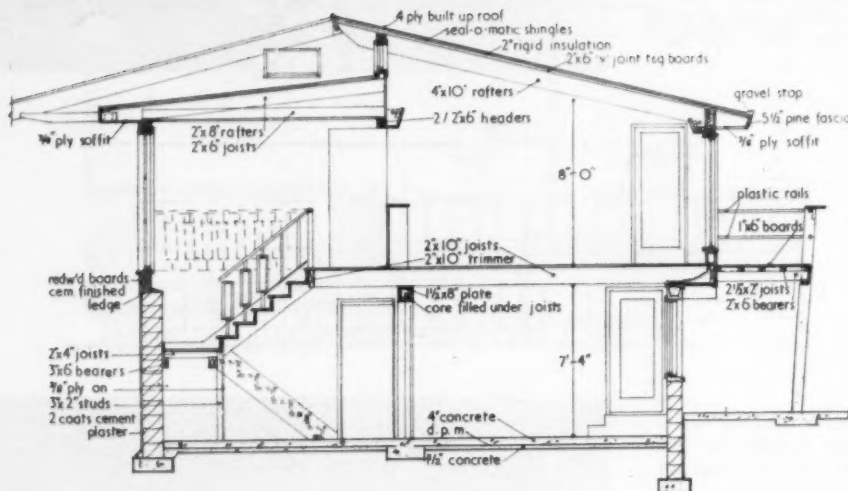 4 ply built up roof
seal-o-matic shingles
2" rigid insulation
2"x6" 'v' joint t&g boards
4"x10" rafters
gravel stop
5½" pine fascia
⅜" ply soffit
⅜" ply soffit
2"x8" rafters
2"x6" joists
2/2"x6" headers
8'-0"
plastic rails
1"x6" boards
2"x10" joists
2"x10" trimmer
redw'd boards
cem finished
ledge
1½"x8" plate
core filled under joists
2½"x2" joists
2"x6" bearers
7'-4"
2"x4" joists
3"x6" bearers
⅜" ply on
3"x2" studs
2 coats cement
plaster
4" concrete
d.p.m.
concrete